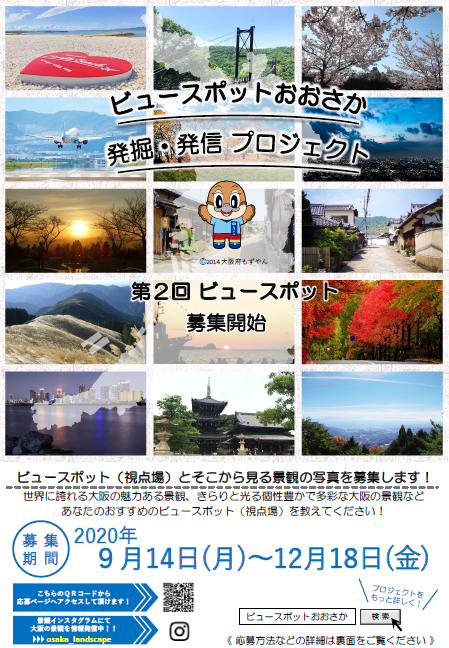 ビュースポットおおさか
発掘・発信 プロジェクト
Ⓒ2014 大阪府もずやん
第2回 ビュースポット
募集開始
ビュースポット（視点場）とそこから見る景観の写真を募集します！
世界に誇れる大阪の魅力ある景観、きらりと光る個性豊かで多彩な大阪の景観など
あなたのおすすめのビュースポット（視点場）を教えてください！
募集
期間
2020年
9月14日(月)～12月18日(金)
こちらのQRコードから
応募ページへアクセスして頂けます！
景観インスタグラムにて
大阪の景観を情報発信中！！
>>> osaka_landscape
プロジェクトを
もっと詳しく！
ビュースポットおおさか
検 索
《 応募方法などの詳細は裏面をご覧ください 》